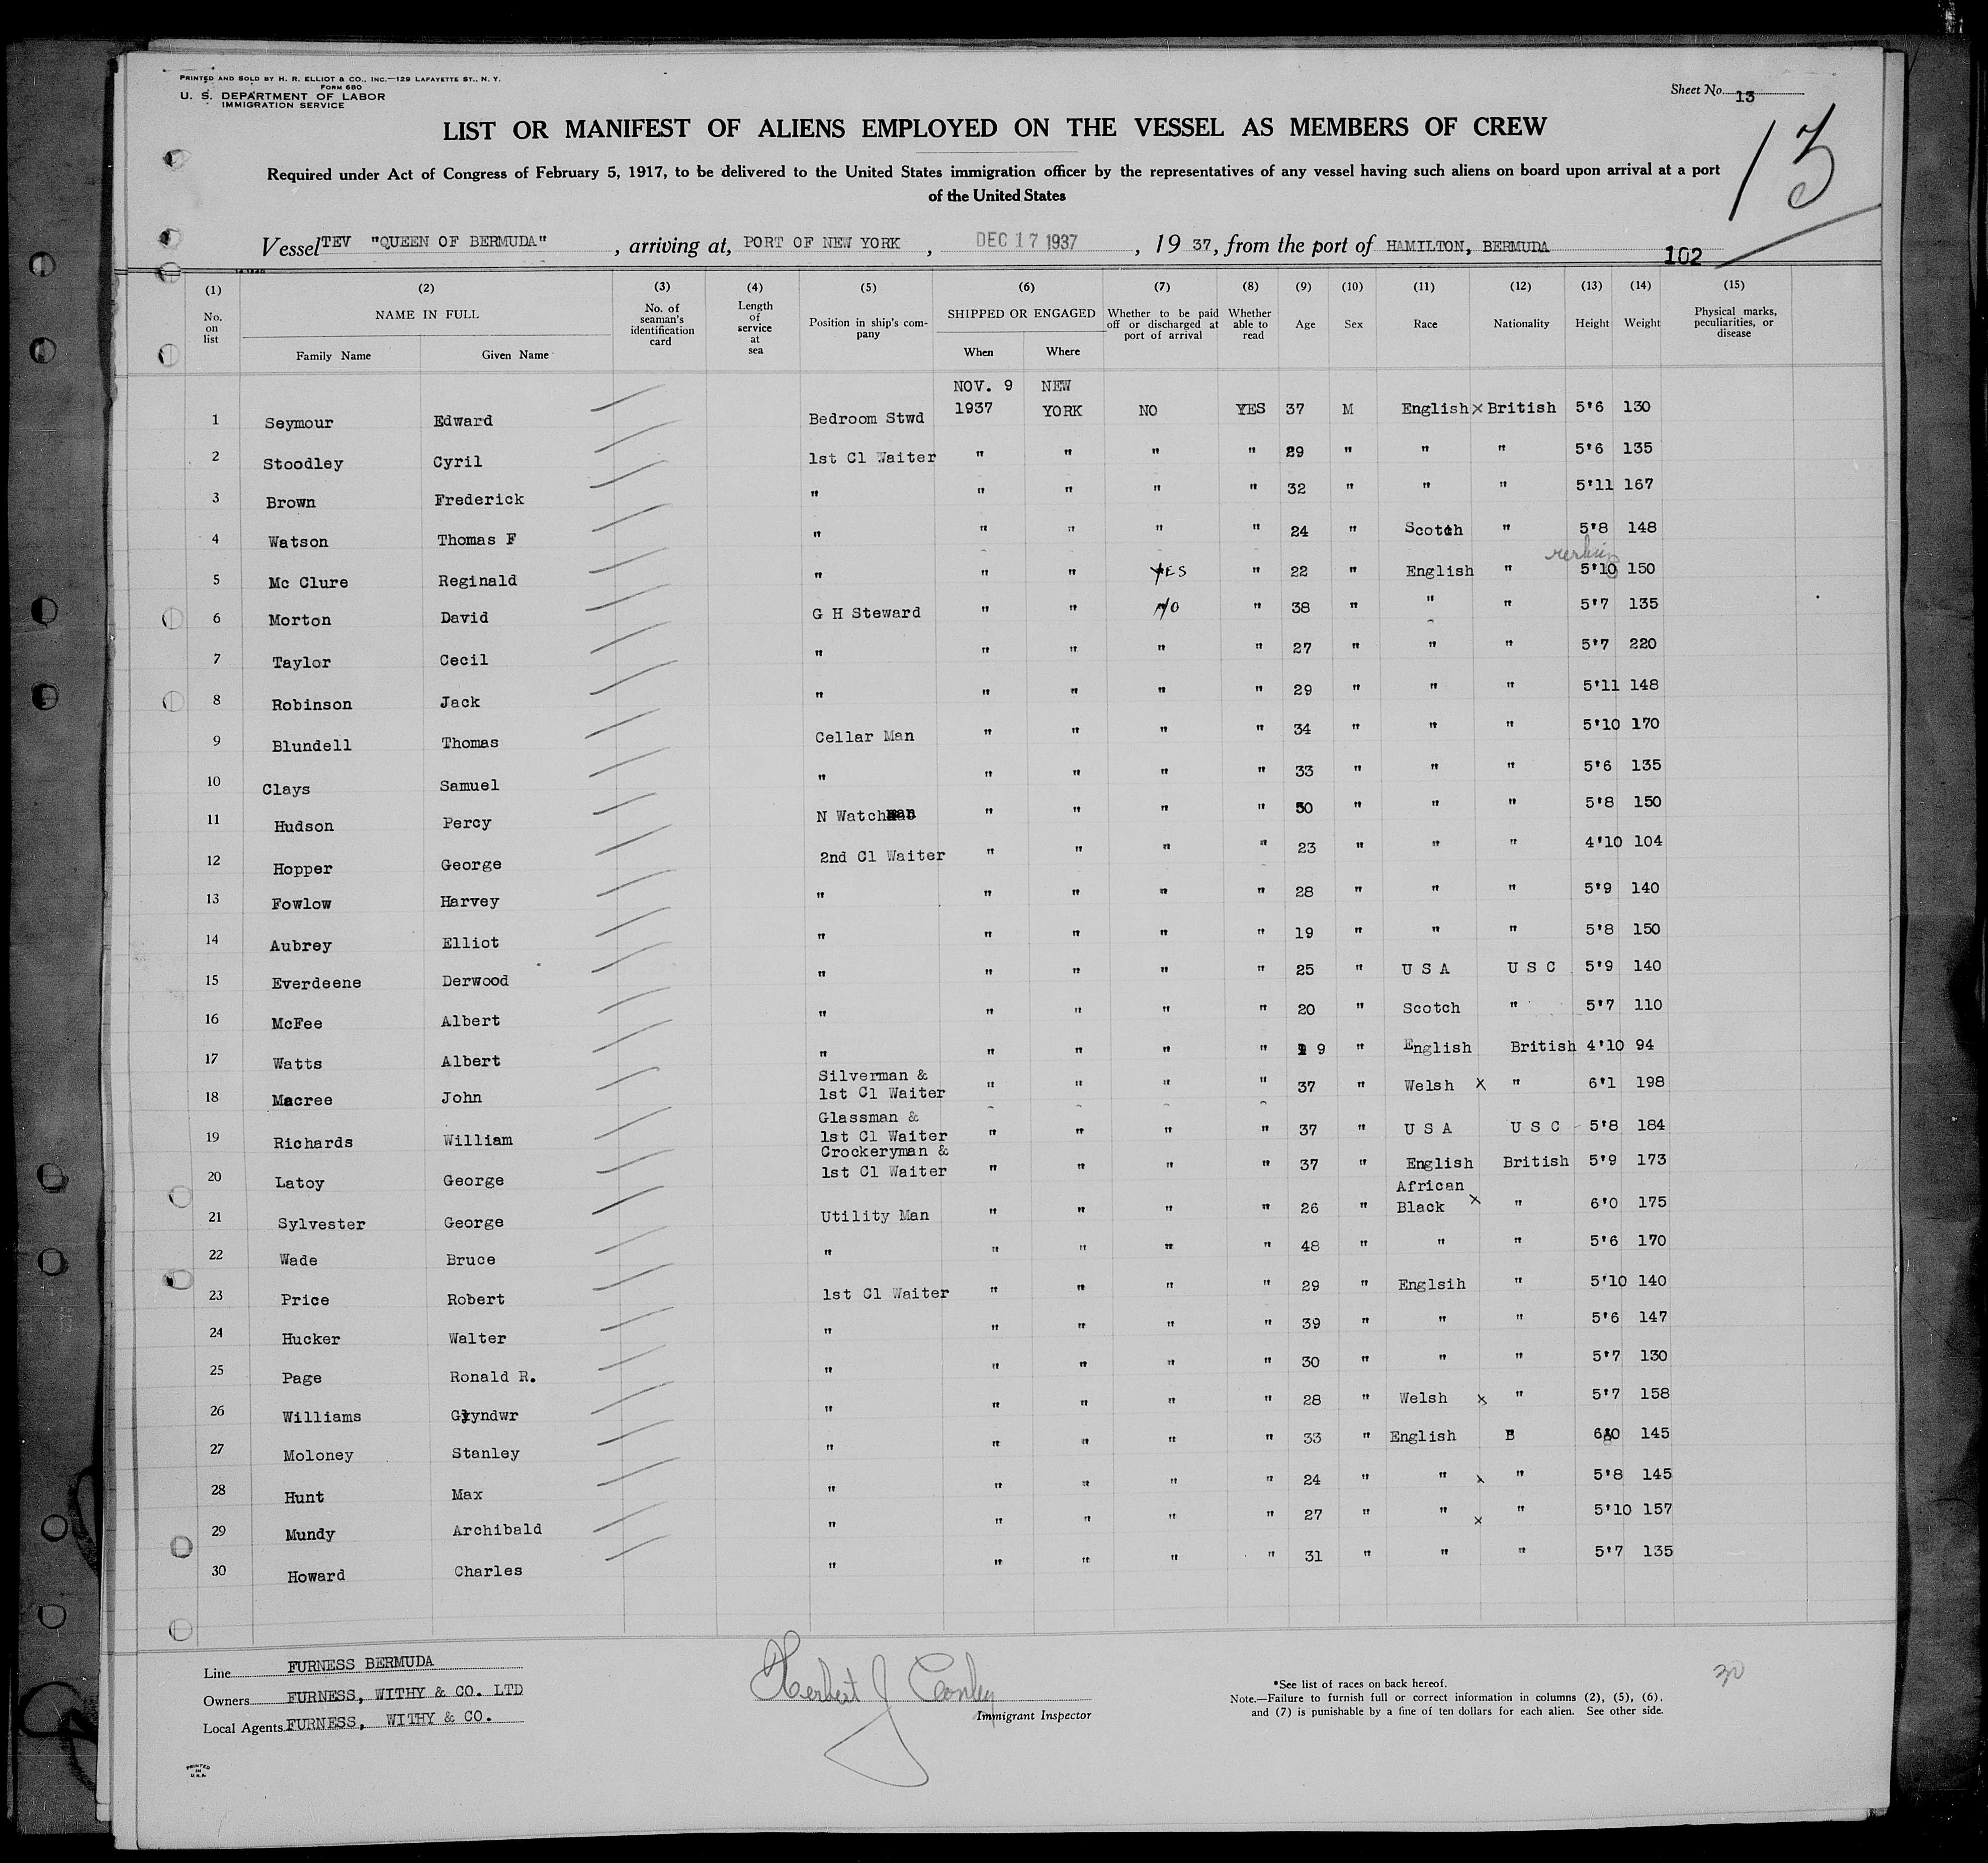 PRINTED AND SOLD BY H. R. ELLIOT & CO., INC.—129 LAFAYETTE ST., N. Y.
FORM 680
U. S. DEPARTMENT OF LABOR
IMMIGRATION SERVICE
Sheet No. 13
13
LIST OR MANIFEST OF ALIENS EMPLOYED ON THE VESSEL AS MEMBERS OF CREW
Required under Act of Congress of February 5, 1917, to be delivered to the United States immigration officer by the representatives of any vessel having such aliens on board upon arrival at a port
of the United States
Vessel TEV "QUEEN OF BERMUDA", arriving at, PORT OF NEW YORK, DEC 17 1937, 19 37, from the port of HAMILTON, BERMUDA 102
(1) (2) (3) (4) (5) (6) (7) (8) (9) (10) (11) (12) (13) (14) (15)
No. on list NAME IN FULL Family Name Given Name No. of seaman's identification card Length of service at sea Position in ship's company SHIPPED OR ENGAGED When Where Whether to be paid off or discharged at port of arrival Whether able to read Age Sex Race Nationality Height Weight Physical marks, peculiarities, or disease
NOV. 9 NEW
1 Seymour Edward Bedroom Stwd 1937 YORK NO YES 37 M English x British 5'6 130
2 Stoodley Cyril 1st Cl Waiter " " " " 29 " " " 5'6 135
3 Brown Frederick " " " " " 32 " " " 5'11 167
4 Watson Thomas F " " " " " 24 " Scotch " 5'8 148
5 Mc Clure Reginald " " " YES " 22 " English " 5'10 150
6 Morton David G H Steward " " NO " 38 " " " 5'7 135
7 Taylor Cecil " " " " " 27 " " " 5'7 220
8 Robinson Jack " " " " " 29 " " " 5'11 148
9 Blundell Thomas Cellar Man " " " " 34 " " " 5'10 170
10 Clays Samuel " " " " " 33 " " " 5'6 135
11 Hudson Percy N Watchman " " " " 50 " " " 5'8 150
12 Hopper George 2nd Cl Waiter " " " " 23 " " " 4'10 104
13 Fowlow Harvey " " " " " 28 " " " 5'9 140
14 Aubrey Elliot " " " " " 19 " " " 5'8 150
15 Everdeene Derwood " " " " " 25 " U S A U S C 5'9 140
16 McFee Albert " " " " " 20 " Scotch " 5'7 110
17 Watts Albert " " " " " 19 " English British 4'10 94
Silverman &
18 Macree John 1st Cl Waiter " " " " 37 " Welsh x " 6'1 198
Glassman &
19 Richards William 1st Cl Waiter " " " " 37 " U S A U S C 5'8 184
Crockeryman &
20 Latoy George 1st Cl Waiter " " " " 37 " English British 5'9 173
African
21 Sylvester George Utility Man " " " " 26 " Black x " 6'0 175
22 Wade Bruce " " " " " 48 " " " 5'6 170
23 Price Robert 1st Cl Waiter " " " " 29 " Englsih " 5'10 140
24 Hucker Walter " " " " " 39 " " " 5'6 147
25 Page Ronald R. " " " " " 30 " " " 5'7 130
26 Williams Glyndwr " " " " " 28 " Welsh x " 5'7 158
27 Moloney Stanley " " " " " 33 " English B 145
28 Hunt Max " " " " " 24 " " x " 5'8 145
29 Mundy Archibald " " " " " 27 " " x " 5'10 157
30 Howard Charles " " " " " 31 " " " 5'7 135
Line FURNESS BERMUDA
Owners FURNESS, WITHY & CO. LTD
Local Agents FURNESS, WITHY & CO.
Herbert J Conley
Immigrant Inspector
*See list of races on back hereof.
Note.—Failure to furnish full or correct information in columns (2), (5), (6),
and (7) is punishable by a fine of ten dollars for each alien. See other side.
30
PRINTED
IN
U.S.A.